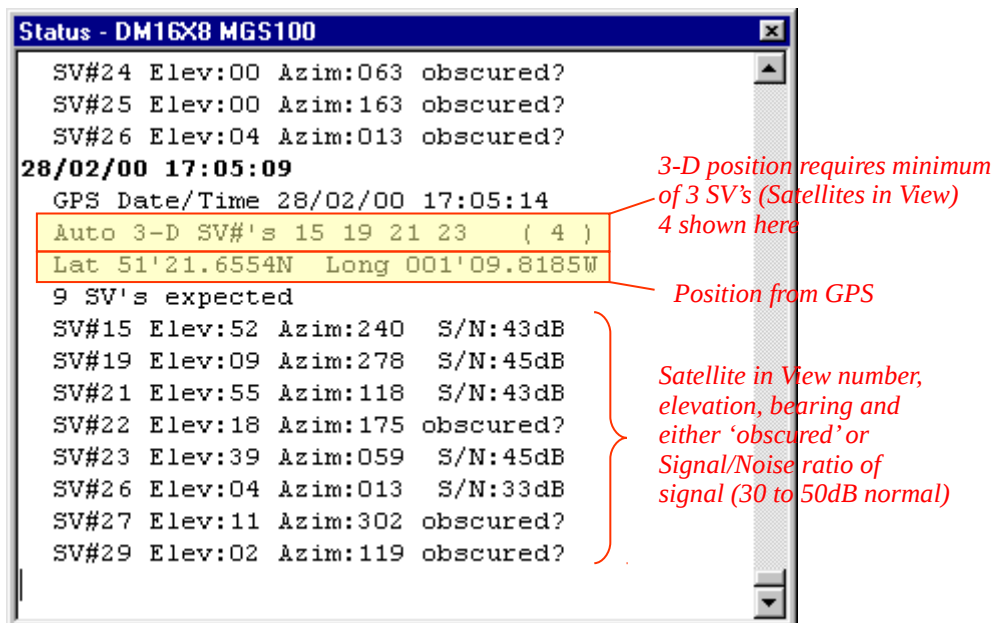 Status - DM16X8 MGS100
SV#24 Elev:00 Azim:063 obscured?
SV#25 Elev:00 Azim:163 obscured?
SV#26 Elev:04 Azim:013 obscured?
28/02/00 17:05:09
GPS Date/Time 28/02/00 17:05:14
Auto 3-D SV#'s 15 19 21 23 ( 4 )
Lat 51'21.6554N Long 001'09.8185W
9 SV's expected
SV#15 Elev:52 Azim:240 S/N:43dB
SV#19 Elev:09 Azim:278 S/N:45dB
SV#21 Elev:55 Azim:118 S/N:43dB
SV#22 Elev:18 Azim:175 obscured?
SV#23 Elev:39 Azim:059 S/N:45dB
SV#26 Elev:04 Azim:013 S/N:33dB
SV#27 Elev:11 Azim:302 obscured?
SV#29 Elev:02 Azim:119 obscured?
3-D position requires minimum
of 3 SV’s (Satellites in View)
4 shown here
Position from GPS
Satellite in View number,
elevation, bearing and
either ‘obscured’ or
Signal/Noise ratio of
signal (30 to 50dB normal)